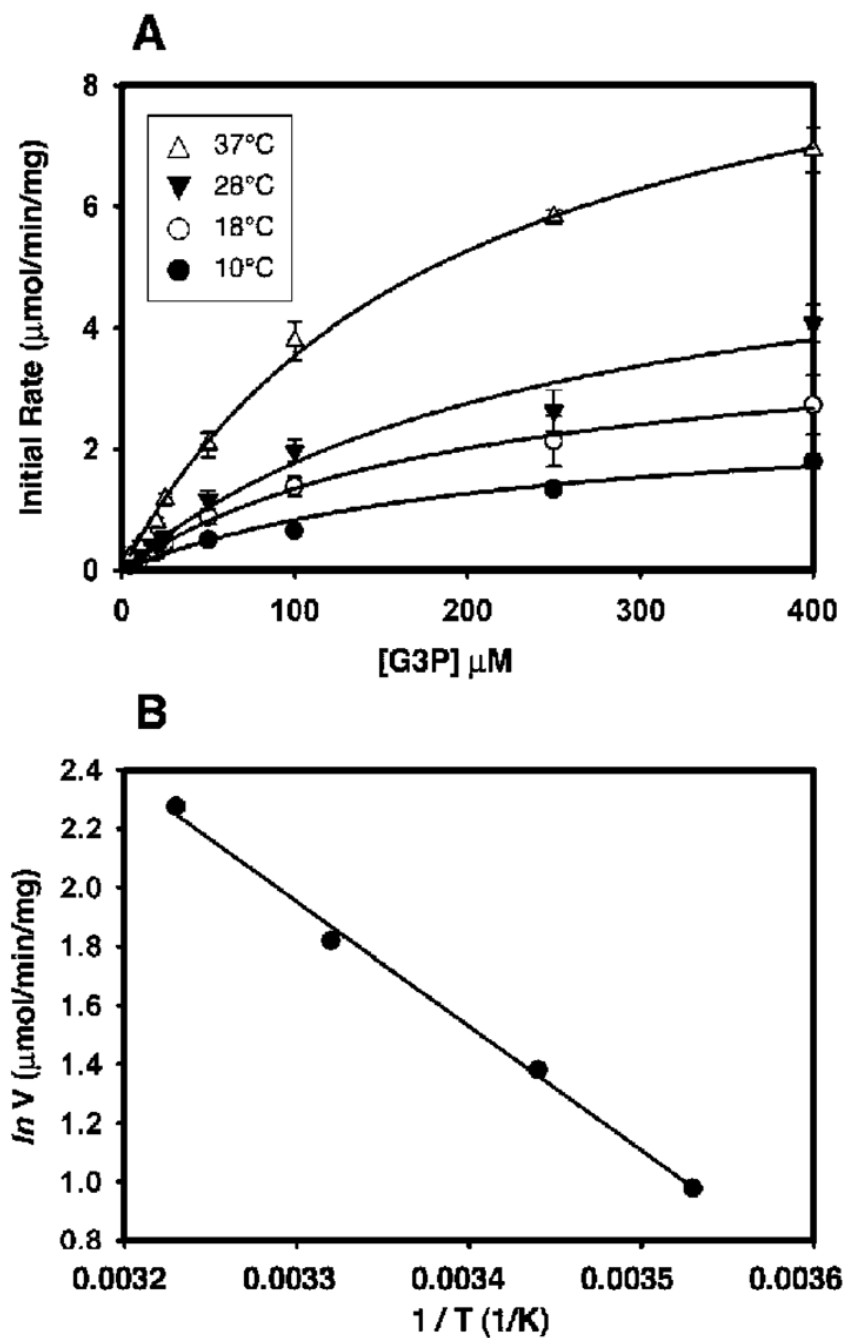 A
8
6
4
2
0
Initial Rate (μmol/min/mg)
37°C
28°C
18°C
10°C
0 100 200 300 400
[G3P] μM
B
2.4
2.2
2.0
1.8
1.6
1.4
1.2
1.0
0.8
ln V (μmol/min/mg)
0.0032 0.0033 0.0034 0.0035 0.0036
1 / T (1/K)